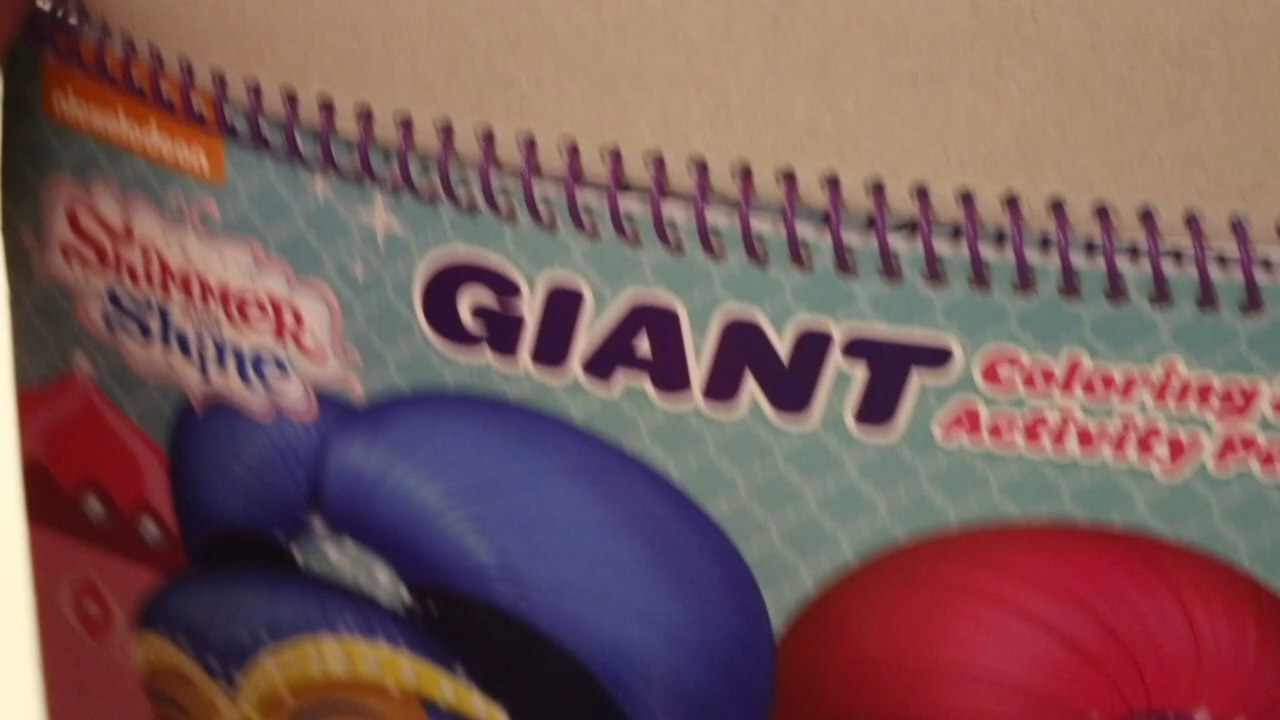 nickelodeon
Shimmer
Shine
GIANT
Coloring
Activity